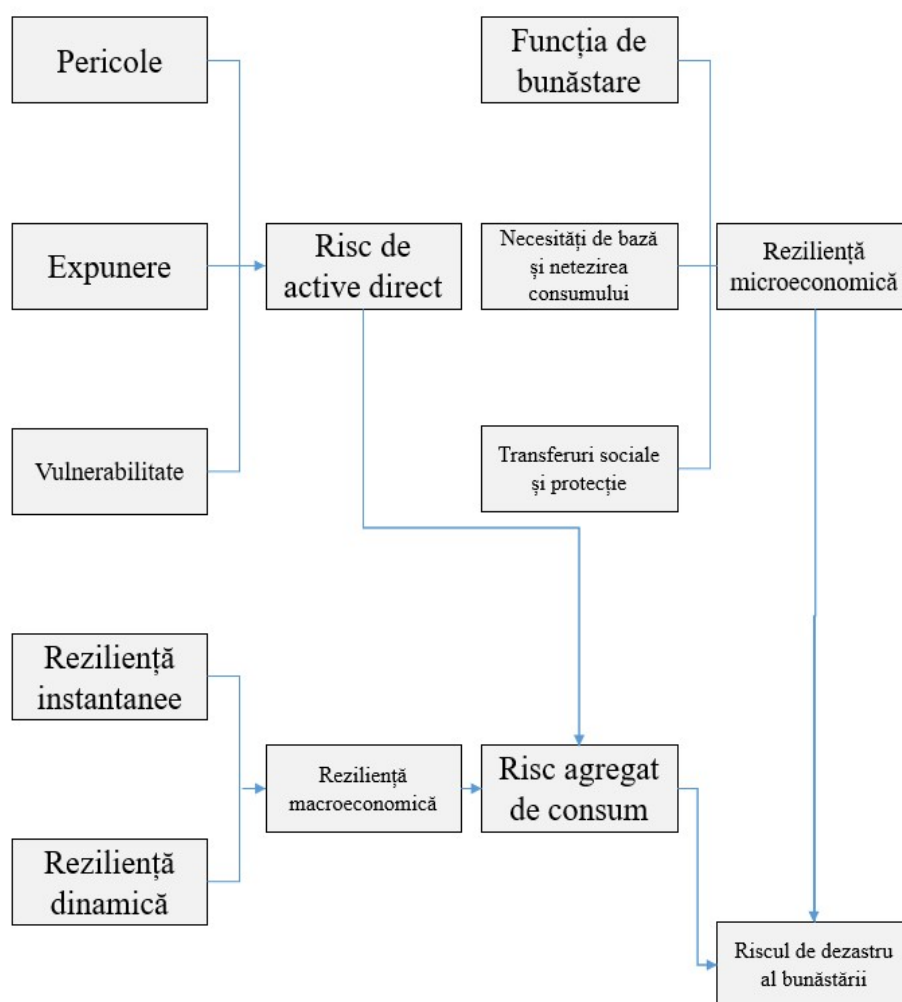 Pericole
Funcția de
bunăstare
Expunere
Risc de
active direct
Necesități de bază
și netezirea
consumului
Reziliență
microeconomică
Vulnerabilitate
Transferuri sociale
și protecție
Reziliență
instantanee
Reziliență
macroeconomică
Risc agregat
de consum
Reziliență
dinamică
Riscul de dezastru
al bunăstării